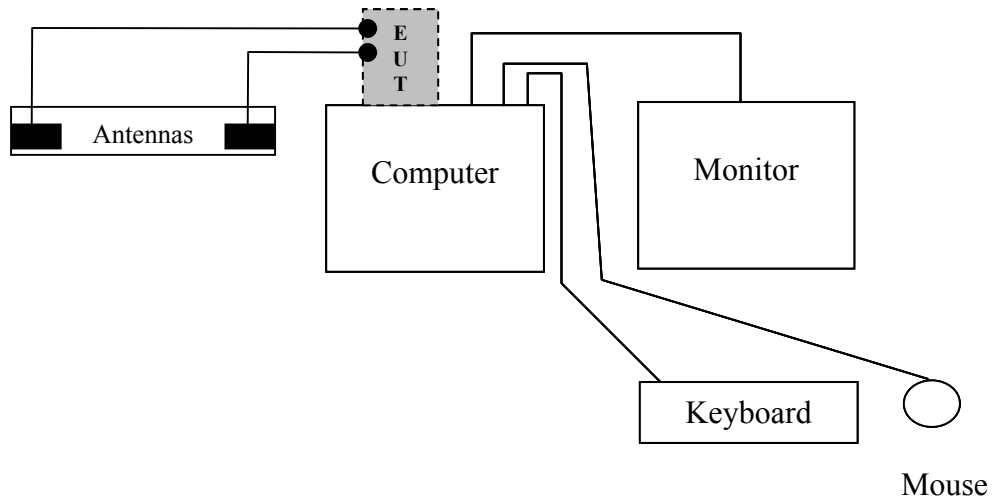 E
U
T
Antennas
Computer
Monitor
Keyboard
Mouse